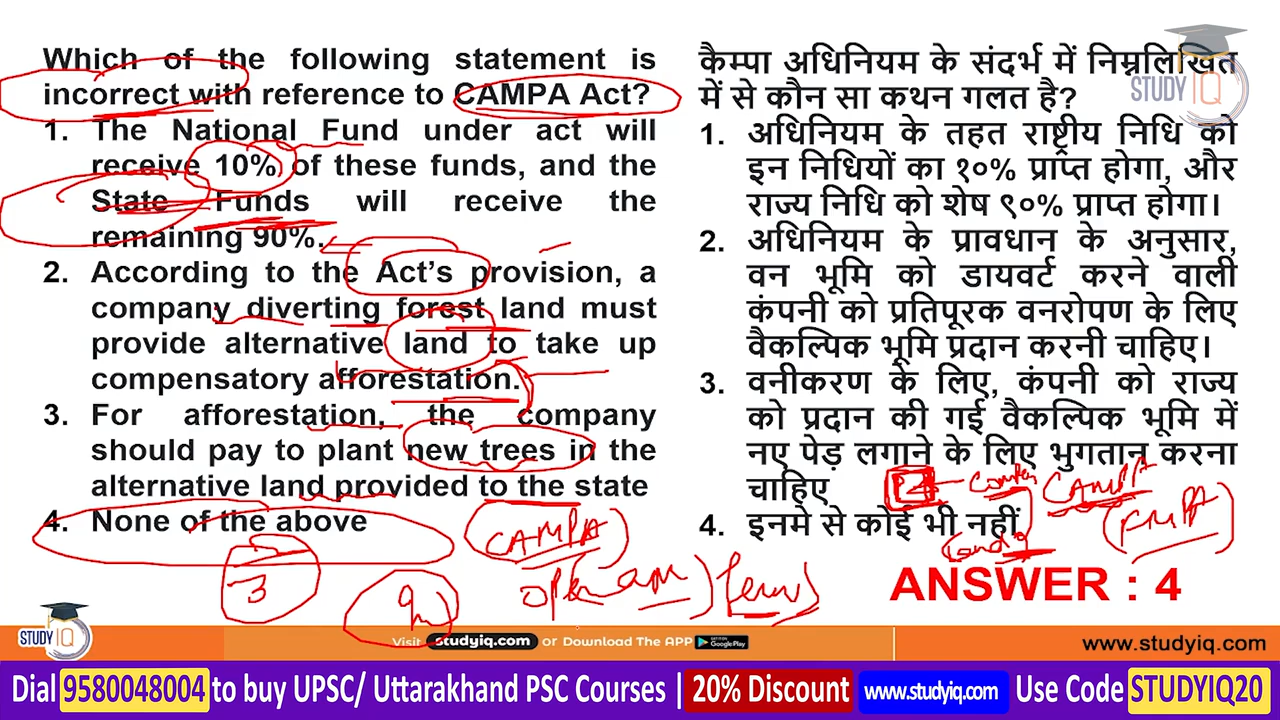 Which of the following statement is
incorrect with reference to CAMPA Act?
1. The National Fund under act will
receive 10% of these funds, and the
State Funds will receive the
remaining 90%.
2. According to the Act's provision, a
company diverting forest land must
provide alternative land to take up
compensatory afforestation.
3. For afforestation, the company
should pay to plant new trees in the
alternative land provided to the state
4. None of the above
CAMPA
3
कैम्पा अधिनियम के संदर्भ में निम्नलिखित
में से कौन सा कथन गलत है?
1. अधिनियम के तहत राष्ट्रीय निधि को
इन निधियों का १०% प्राप्त होगा, और
राज्य निधि को शेष ९०% प्राप्त होगा।
2. अधिनियम के प्रावधान के अनुसार,
वन भूमि को डायवर्ट करने वाली
कंपनी को प्रतिपूरक वनरोपण के लिए
वैकल्पिक भूमि प्रदान करनी चाहिए।
3. वनीकरण के लिए, कंपनी को राज्य
को प्रदान की गई वैकल्पिक भूमि में
नए पेड़ लगाने के लिए भुगतान करना
चाहिए
4. इनमे से कोई भी नहीं
CAMPA
ANSWER : 4
STUDY IQ
STUDY IQ
Visit studyiq.com or Download The APP Google Play
www.studyiq.com
Dial 9580048004 to buy UPSC/ Uttarakhand PSC Courses | 20% Discount www.studyiq.com Use Code STUDYIQ20